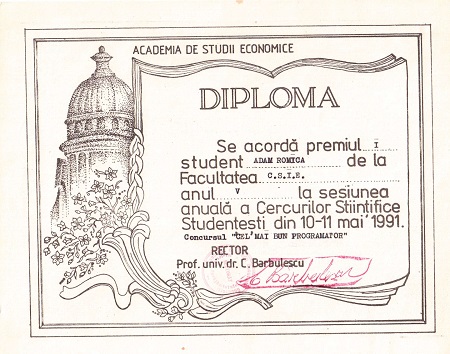 ACADEMIA DE STUDII ECONOMICE
DIPLOMA
Se acordă premiul I
student ADAM ROMICA de la
Facultatea C.S.I.E.
anul V la sesiunea
anuală a Cercurilor Stiintifice
Studentesti din 10-11 mai 1991.
Concursul "CEL MAI BUN PROGRAMATOR"
RECTOR
Prof. univ. dr. C. Barbulescu
C Barbulescu